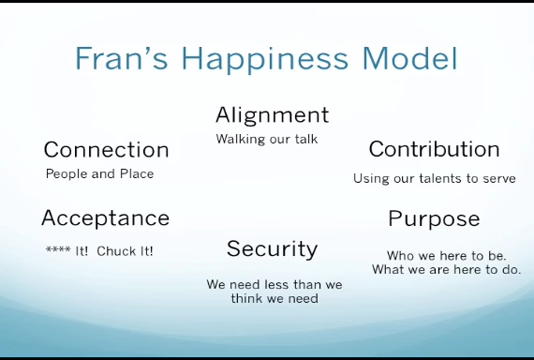 Fran's Happiness Model
Alignment
Walking our talk
Connection
People and Place
Contribution
Using our talents to serve
Acceptance
**** It! Chuck It!
Purpose
Who we here to be.
What we are here to do.
Security
We need less than we
think we need